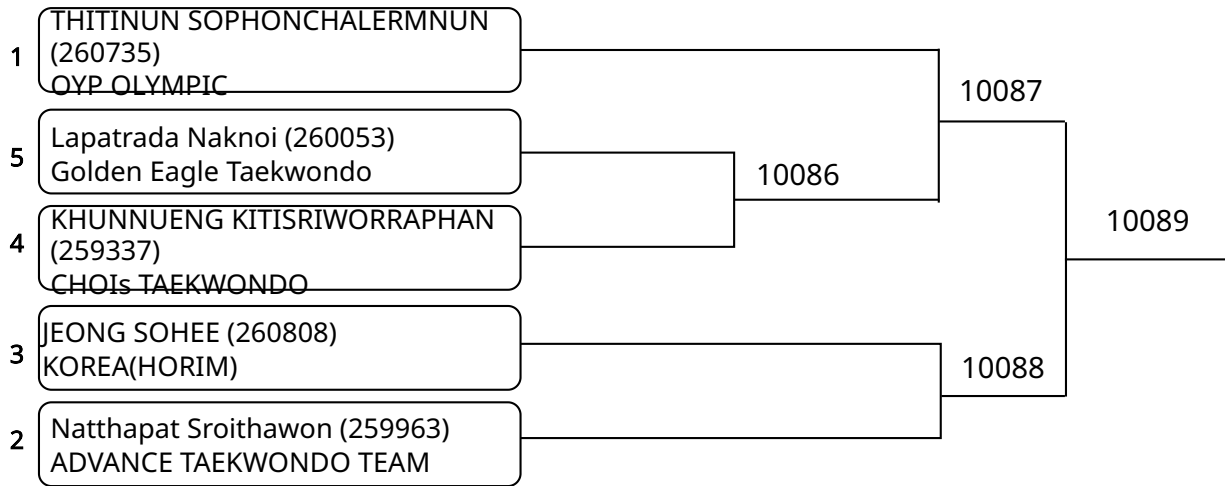 1
THITINUN SOPHONCHALERMNUN
(260735)
OYP OLYMPIC
10087
5
Lapatrada Naknoi (260053)
Golden Eagle Taekwondo
10086
4
KHUNNUENG KITISRIWORRAPHAN
(259337)
CHOIs TAEKWONDO
10089
3
JEONG SOHEE (260808)
KOREA(HORIM)
10088
2
Natthapat Sroithawon (259963)
ADVANCE TAEKWONDO TEAM